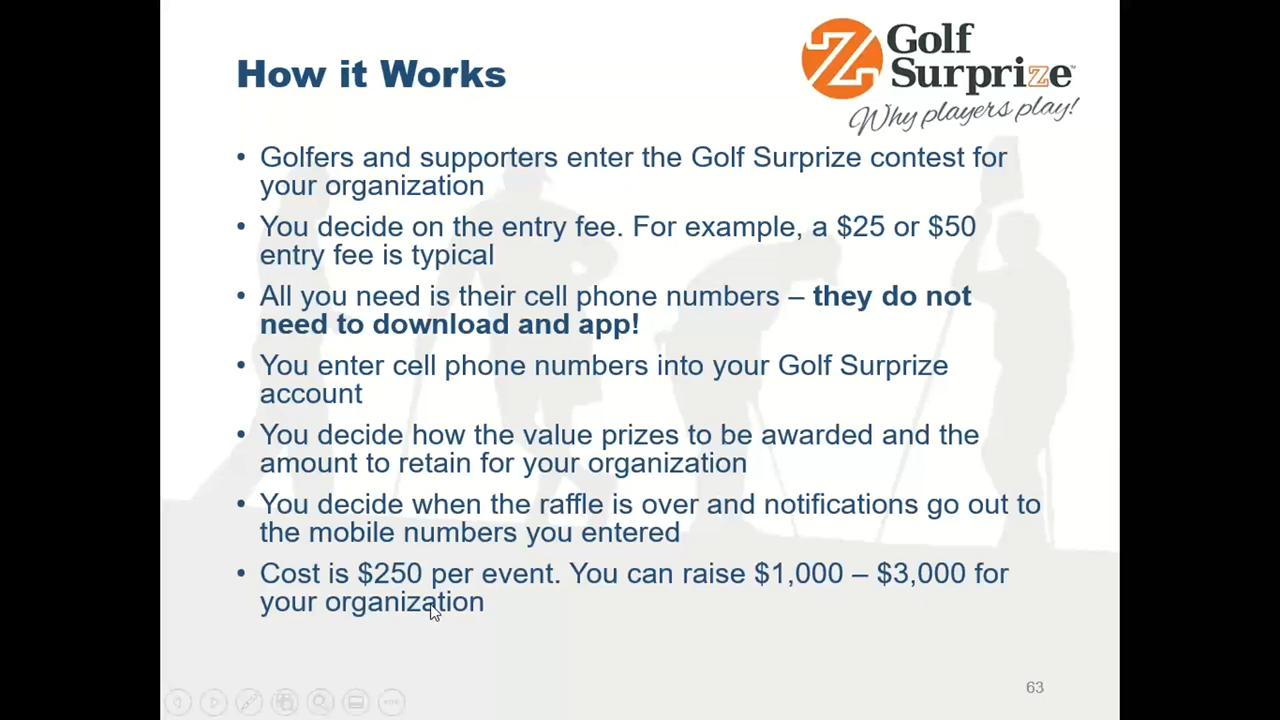 How it Works
Z Golf
Surprize™
Why players play!
• Golfers and supporters enter the Golf Surprize contest for
your organization
• You decide on the entry fee. For example, a $25 or $50
entry fee is typical
• All you need is their cell phone numbers – they do not
need to download and app!
• You enter cell phone numbers into your Golf Surprize
account
• You decide how the value prizes to be awarded and the
amount to retain for your organization
• You decide when the raffle is over and notifications go out to
the mobile numbers you entered
• Cost is $250 per event. You can raise $1,000 – $3,000 for
your organization
63